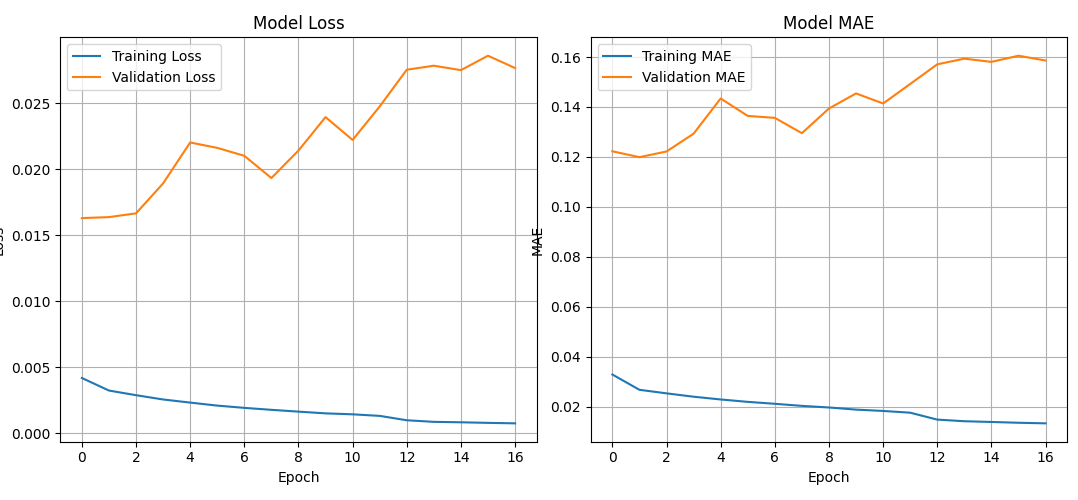 Model Loss
Training Loss
Validation Loss
0.025
0.020
0.015
0.010
0.005
0.000
Loss
0 2 4 6 8 10 12 14 16
Epoch
Model MAE
Training MAE
Validation MAE
0.16
0.14
0.12
0.10
0.08
0.06
0.04
0.02
MAE
0 2 4 6 8 10 12 14 16
Epoch